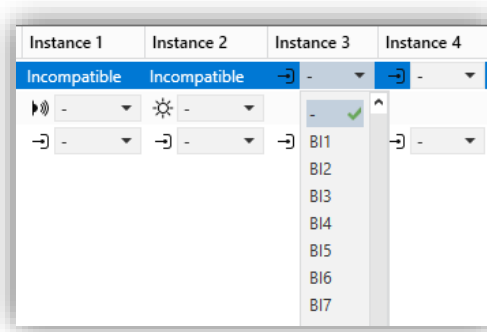 Instance 1 Instance 2 Instance 3 Instance 4
Incompatible Incompatible - -
- -
- - -
-
BI1
BI2
BI3
BI4
BI5
BI6
BI7